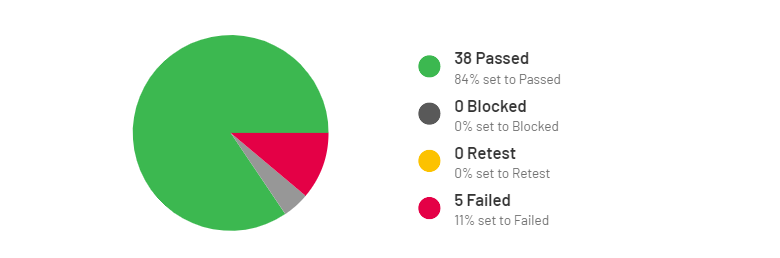 38 Passed
84% set to Passed
0 Blocked
0% set to Blocked
0 Retest
0% set to Retest
5 Failed
11% set to Failed